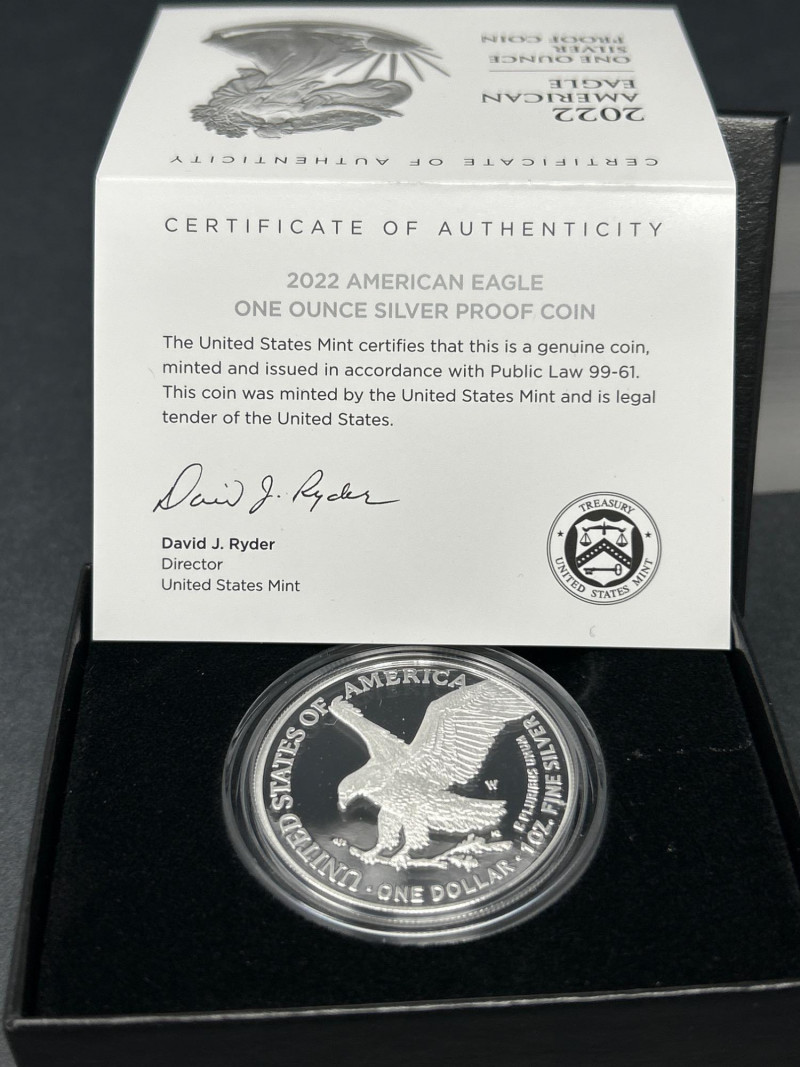 2022
AMERICAN
EAGLE
ONE OUNCE
SILVER
PROOF COIN
CERTIFICATE OF AUTHENTICITY
CERTIFICATE OF AUTHENTICITY
2022 AMERICAN EAGLE
ONE OUNCE SILVER PROOF COIN
The United States Mint certifies that this is a genuine coin,
minted and issued in accordance with Public Law 99-61.
This coin was minted by the United States Mint and is legal
tender of the United States.
David J. Ryder
David J. Ryder
Director
United States Mint
TREASURY
UNITED STATES MINT
UNITED STATES OF AMERICA
W
E PLURIBUS UNUM
1 OZ. FINE SILVER
ONE DOLLAR